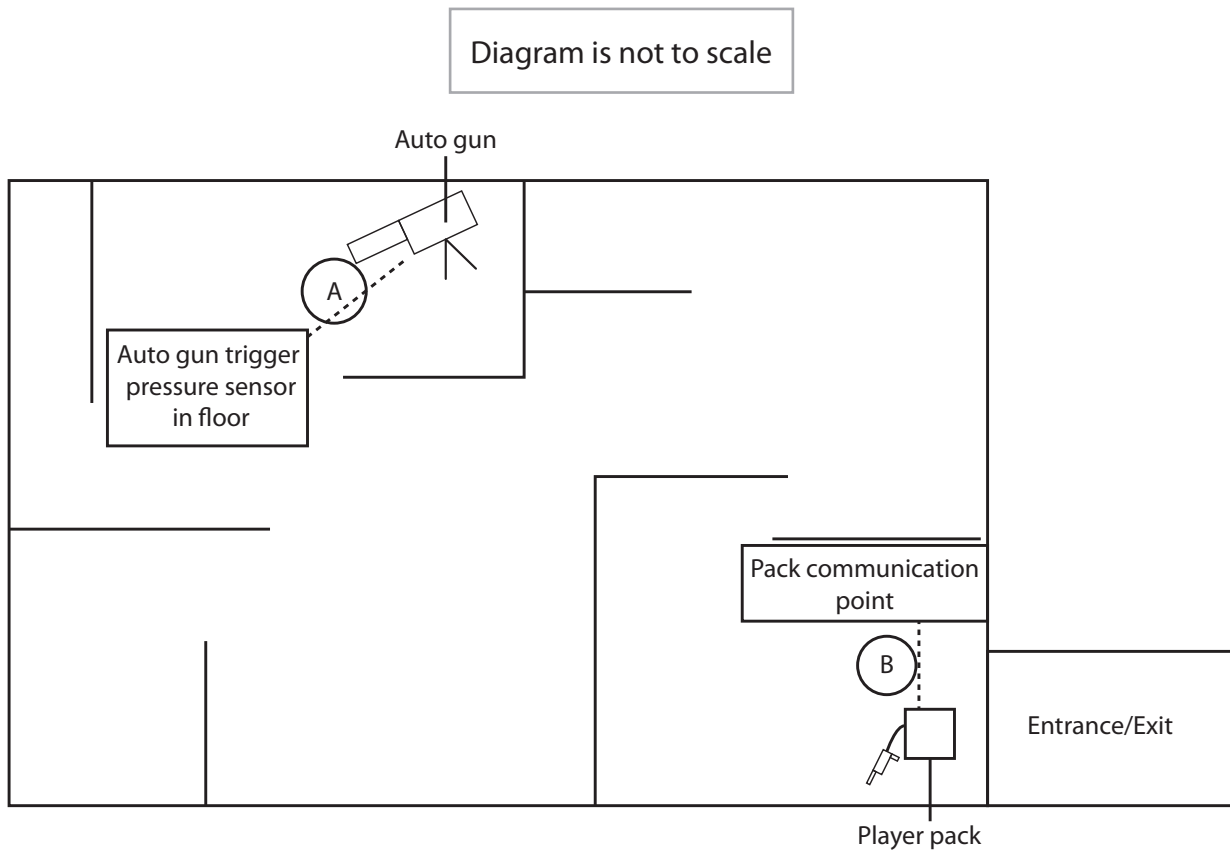 Diagram is not to scale
Auto gun
A
Auto gun trigger
pressure sensor
in floor
Pack communication
point
B
Entrance/Exit
Player pack